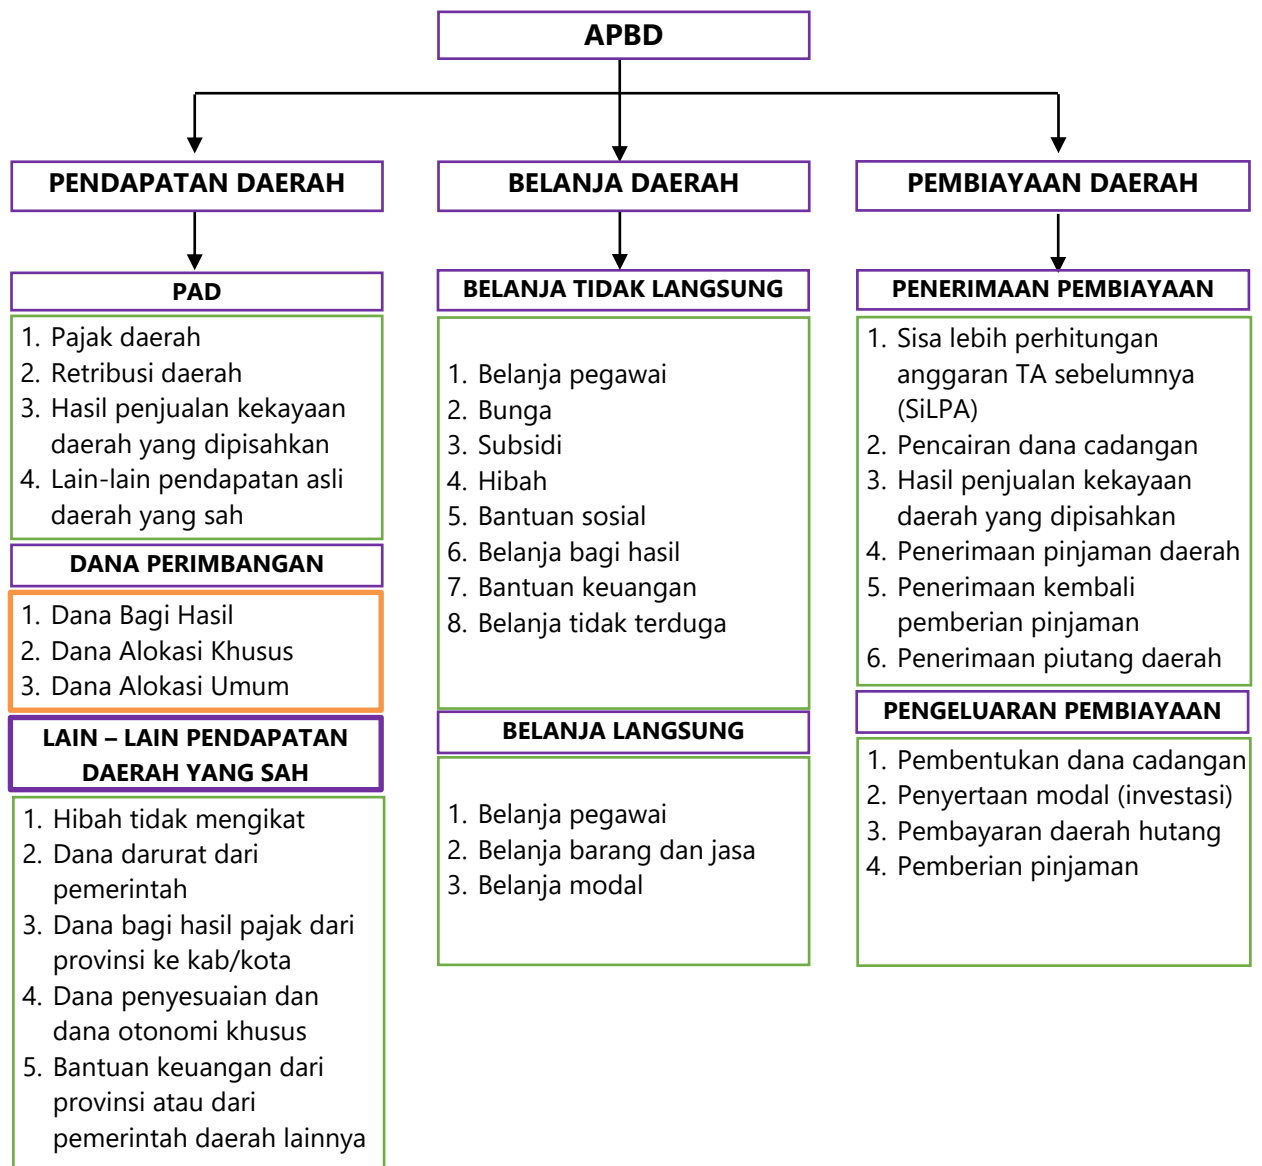 APBD
PENDAPATAN DAERAH
PAD
1. Pajak daerah
2. Retribusi daerah
3. Hasil penjualan kekayaan
daerah yang dipisahkan
4. Lain-lain pendapatan asli
daerah yang sah
DANA PERIMBANGAN
1. Dana Bagi Hasil
2. Dana Alokasi Khusus
3. Dana Alokasi Umum
LAIN – LAIN PENDAPATAN
DAERAH YANG SAH
1. Hibah tidak mengikat
2. Dana darurat dari
pemerintah
3. Dana bagi hasil pajak dari
provinsi ke kab/kota
4. Dana penyesuaian dan
dana otonomi khusus
5. Bantuan keuangan dari
provinsi atau dari
pemerintah daerah lainnya
BELANJA DAERAH
BELANJA TIDAK LANGSUNG
1. Belanja pegawai
2. Bunga
3. Subsidi
4. Hibah
5. Bantuan sosial
6. Belanja bagi hasil
7. Bantuan keuangan
8. Belanja tidak terduga
BELANJA LANGSUNG
1. Belanja pegawai
2. Belanja barang dan jasa
3. Belanja modal
PEMBIAYAAN DAERAH
PENERIMAAN PEMBIAYAAN
1. Sisa lebih perhitungan
anggaran TA sebelumnya
(SiLPA)
2. Pencairan dana cadangan
3. Hasil penjualan kekayaan
daerah yang dipisahkan
4. Penerimaan pinjaman daerah
5. Penerimaan kembali
pemberian pinjaman
6. Penerimaan piutang daerah
PENGELUARAN PEMBIAYAAN
1. Pembentukan dana cadangan
2. Penyertaan modal (investasi)
3. Pembayaran daerah hutang
4. Pemberian pinjaman